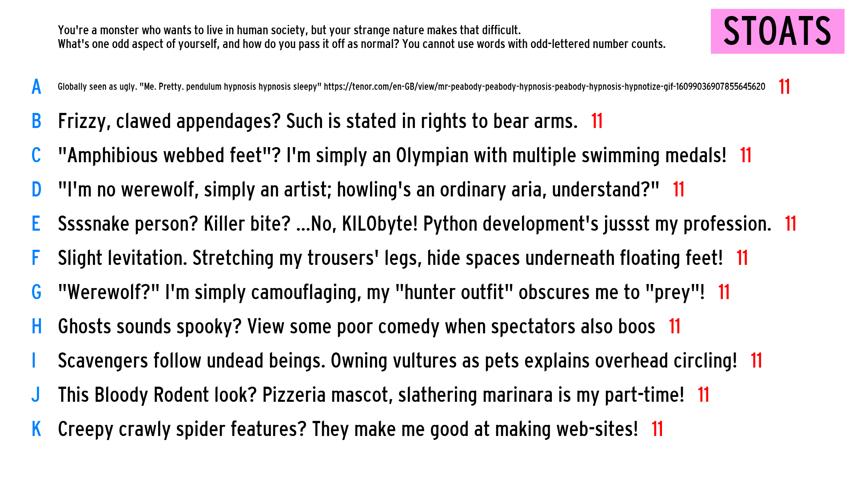 You're a monster who wants to live in human society, but your strange nature makes that difficult.
What's one odd aspect of yourself, and how do you pass it off as normal? You cannot use words with odd-lettered number counts.
STOATS
A Globally seen as ugly. "Me. Pretty. pendulum hypnosis hypnosis sleepy" https://tenor.com/en-GB/view/mr-peabody-peabody-hypnosis-peabody-hypnosis-hypnotize-gif-16099036907855645620 11
B Frizzy, clawed appendages? Such is stated in rights to bear arms. 11
C "Amphibious webbed feet"? I'm simply an Olympian with multiple swimming medals! 11
D "I'm no werewolf, simply an artist; howling's an ordinary aria, understand?" 11
E Ssssnake person? Killer bite? ...No, KILObyte! Python development's jussst my profession. 11
F Slight levitation. Stretching my trousers' legs, hide spaces underneath floating feet! 11
G "Werewolf?" I'm simply camouflaging, my "hunter outfit" obscures me to "prey"! 11
H Ghosts sounds spooky? View some poor comedy when spectators also boos 11
I Scavengers follow undead beings. Owning vultures as pets explains overhead circling! 11
J This Bloody Rodent look? Pizzeria mascot, slathering marinara is my part-time! 11
K Creepy crawly spider features? They make me good at making web-sites! 11